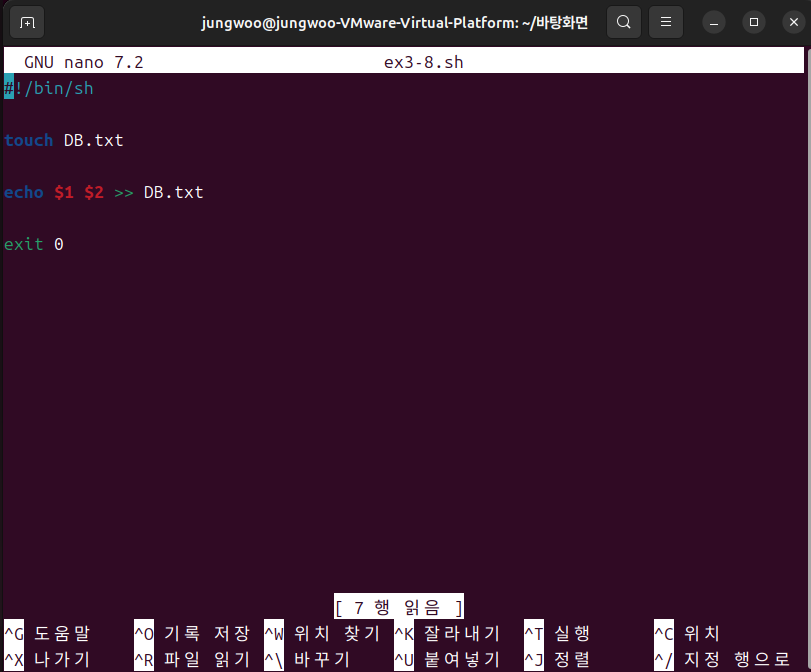 jungwoo@jungwoo-VMware-Virtual-Platform: ~/바탕화면
GNU nano 7.2 ex3-8.sh
#!/bin/sh
touch DB.txt
echo $1 $2 >> DB.txt
exit 0
[ 7 행 읽음 ]
^G 도움말 ^O 기록 저장 ^W 위치 찾기 ^K 잘라내기 ^T 실행 ^C 위치
^X 나가기 ^R 파일 읽기 ^\ 바꾸기 ^U 붙여넣기 ^J 정렬 ^/ 지정 행으로